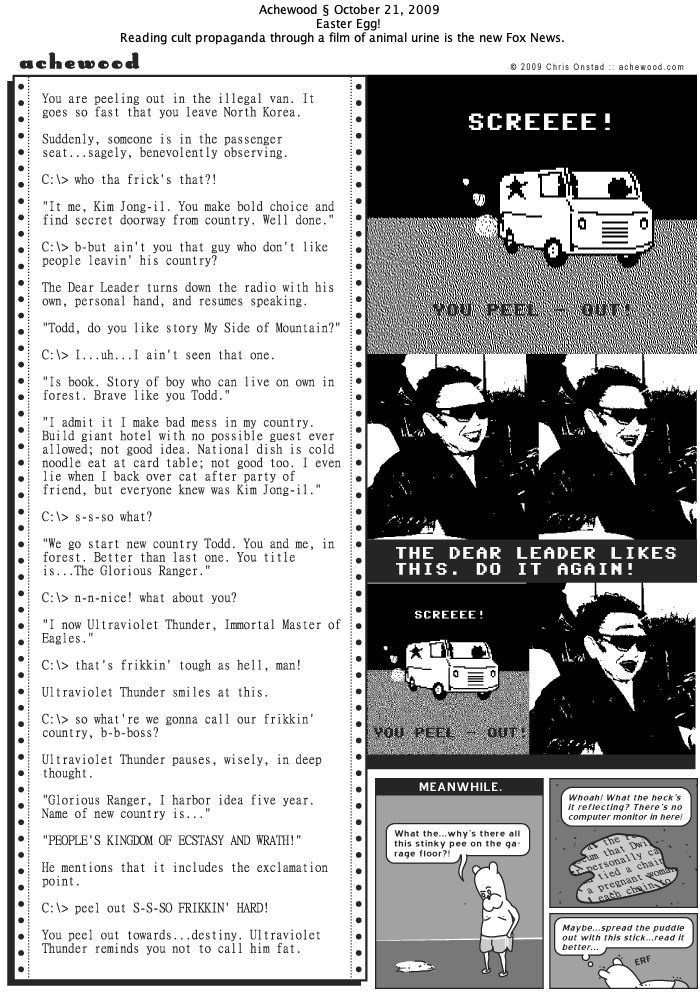 Achewood § October 21, 2009
Easter Egg!
Reading cult propaganda through a film of animal urine is the new Fox News.
achewood
© 2009 Chris Onstad :: achewood.com
You are peeling out in the illegal van. It
goes so fast that you leave North Korea.
Suddenly, someone is in the passenger
seat...sagely, benevolently observing.
C:\> who tha frick's that?!
"It me, Kim Jong-il. You make bold choice and
find secret doorway from country. Well done."
C:\> b-but ain't you that guy who don't like
people leavin' his country?
The Dear Leader turns down the radio with his
own, personal hand, and resumes speaking.
"Todd, do you like story My Side of Mountain?"
C:\> I...uh...I ain't seen that one.
"Is book. Story of boy who can live on own in
forest. Brave like you Todd."
"I admit it I make bad mess in my country.
Build giant hotel with no possible guest ever
allowed; not good idea. National dish is cold
noodle eat at card table; not good too. I even
lie when I back over cat after party of
friend, but everyone knew was Kim Jong-il."
C:\> s-s-so what?
"We go start new country Todd. You and me, in
forest. Better than last one. You title
is...The Glorious Ranger."
C:\> n-n-nice! what about you?
"I now Ultraviolet Thunder, Immortal Master of
Eagles."
C:\> that's frikkin' tough as hell, man!
Ultraviolet Thunder smiles at this.
C:\> so what're we gonna call our frikkin'
country, b-b-boss?
Ultraviolet Thunder pauses, wisely, in deep
thought.
"Glorious Ranger, I harbor idea five year.
Name of new country is..."
"PEOPLE'S KINGDOM OF ECSTASY AND WRATH!"
He mentions that it includes the exclamation
point.
C:\> peel out S-S-SO FRIKKIN' HARD!
You peel out towards...destiny. Ultraviolet
Thunder reminds you not to call him fat.
SCREEEE!
YOU PEEL - OUT!
THE DEAR LEADER LIKES
THIS. DO IT AGAIN!
SCREEEE!
YOU PEEL - OUT!
MEANWHILE.
What the...why's there all
this stinky pee on the ga-
rage floor?!
Whoah! What the heck's
it reflecting? There's no
computer monitor in here!
as the
um that Dwi
personally ca
tied a chain
a pregnant woman
each chain to
Maybe...spread the puddle
out with this stick...read it
better...
ERF